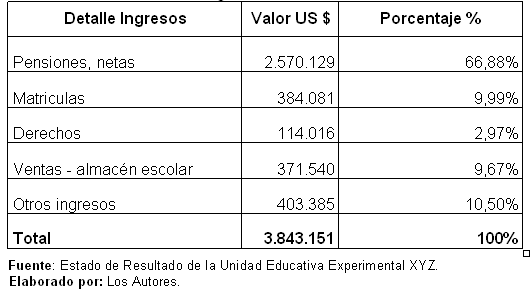 Detalle Ingresos Valor US $ Porcentaje %
Pensiones, netas 2.570.129 66,88%
Matriculas 384.081 9,99%
Derechos 114.016 2,97%
Ventas - almacén escolar 371.540 9,67%
Otros ingresos 403.385 10,50%
Total 3.843.151 100%
Fuente: Estado de Resultado de la Unidad Educativa Experimental XYZ.
Elaborado por: Los Autores.